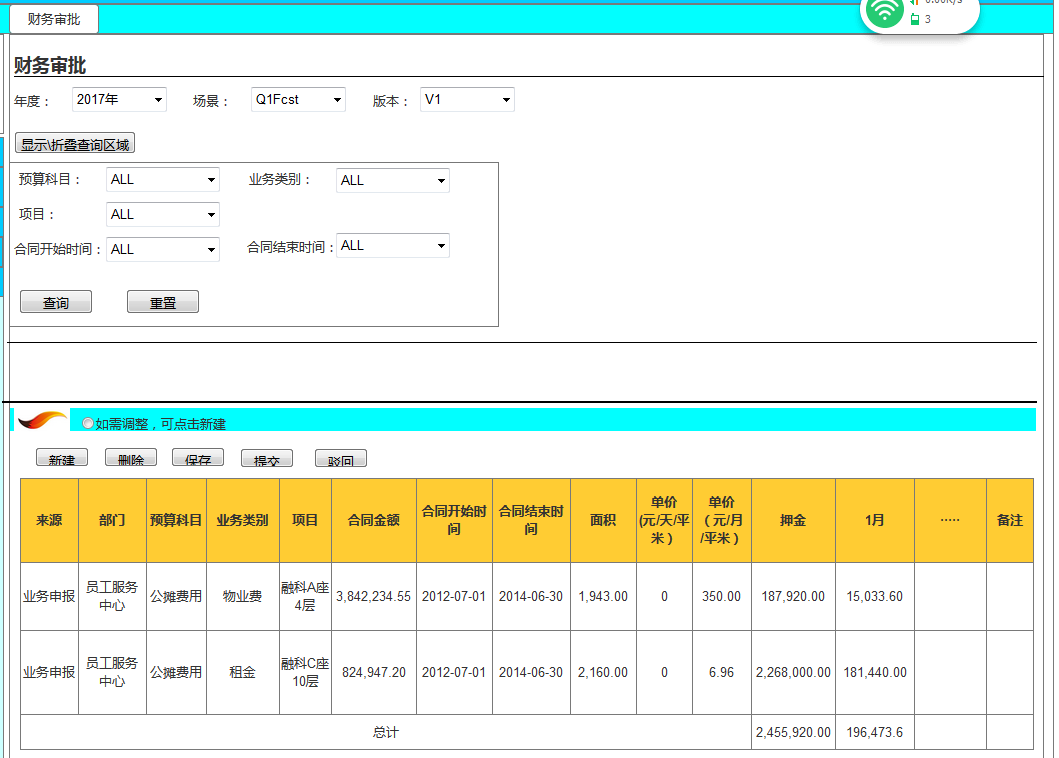 财务审批
3
财务审批
年度： 2017年 场景： Q1Fcst 版本： V1
显示\折叠查询区域
预算科目： ALL 业务类别： ALL
项目： ALL
合同开始时间： ALL 合同结束时间： ALL
查询 重置
如需调整，可点击新建
新建 删除 保存 提交 驳回
来源 部门 预算科目 业务类别 项目 合同金额 合同开始时间 合同结束时间 面积 单价(元/天/平米） 单价（元/月/平米） 押金 1月 ····· 备注
业务申报 员工服务中心 公摊费用 物业费 融科A座4层 3,842,234.55 2012-07-01 2014-06-30 1,943.00 0 350.00 187,920.00 15,033.60
业务申报 员工服务中心 公摊费用 租金 融科C座10层 824,947.20 2012-07-01 2014-06-30 2,160.00 0 6.96 2,268,000.00 181,440.00
总计 2,455,920.00 196,473.6